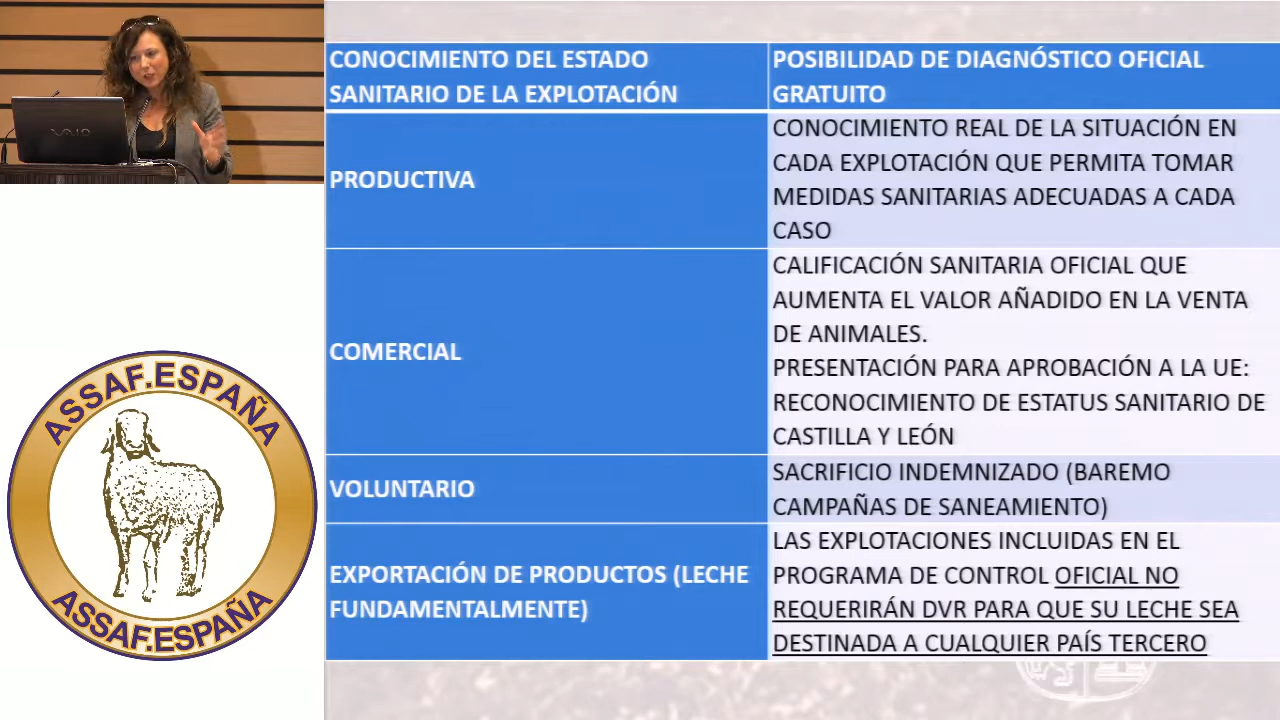 VAIO
ASSAF.ESPAÑA
ASSAF.ESPAÑA
CONOCIMIENTO DEL ESTADO
SANITARIO DE LA EXPLOTACIÓN
POSIBILIDAD DE DIAGNÓSTICO OFICIAL
GRATUITO
PRODUCTIVA
CONOCIMIENTO REAL DE LA SITUACIÓN EN
CADA EXPLOTACIÓN QUE PERMITA TOMAR
MEDIDAS SANITARIAS ADECUADAS A CADA
CASO
COMERCIAL
CALIFICACIÓN SANITARIA OFICIAL QUE
AUMENTA EL VALOR AÑADIDO EN LA VENTA
DE ANIMALES.
PRESENTACIÓN PARA APROBACIÓN A LA UE:
RECONOCIMIENTO DE ESTATUS SANITARIO DE
CASTILLA Y LEÓN
VOLUNTARIO
SACRIFICIO INDEMNIZADO (BAREMO
CAMPAÑAS DE SANEAMIENTO)
EXPORTACIÓN DE PRODUCTOS (LECHE
FUNDAMENTALMENTE)
LAS EXPLOTACIONES INCLUIDAS EN EL
PROGRAMA DE CONTROL OFICIAL NO
REQUERIRÁN DVR PARA QUE SU LECHE SEA
DESTINADA A CUALQUIER PAÍS TERCERO